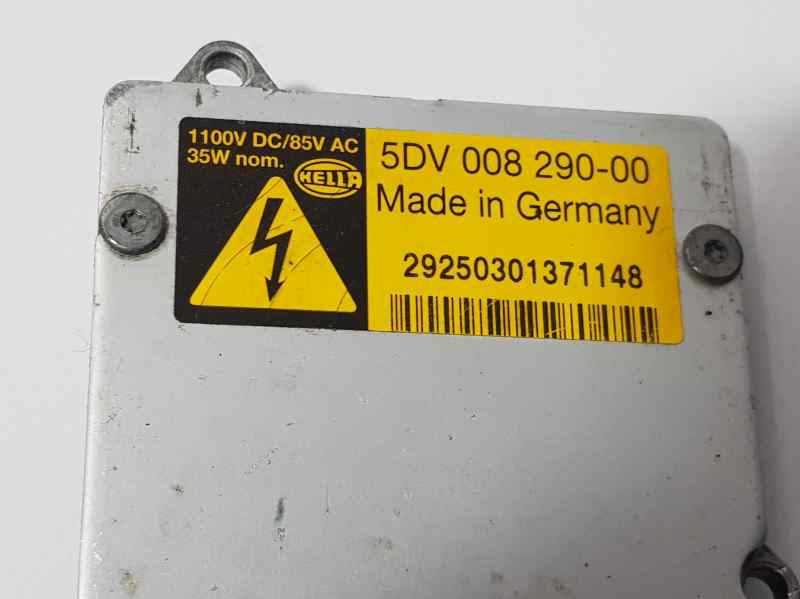 1100V DC/85V AC
35W nom.
HELLA
5DV 008 290-00
Made in Germany
29250301371148